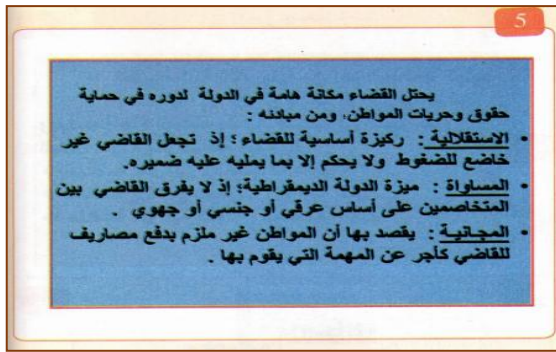 5
يحتل القضاء مكانة هامة في الدولة لدوره في حماية
حقوق وحريات المواطن، ومن مبادئه :
• الاستقلالية : ركيزة أساسية للقضاء ؛ إذ تجعل القاضي غير
خاضع للضغوط ولا يحكم إلا بما يمليه عليه ضميره.
• المساواة : ميزة الدولة الديمقراطية؛ إذ لا يفرق القاضي بين
المتخاصمين على أساس عرقي أو جنسي أو جهوي .
• المجانية : يقصد بها أن المواطن غير ملزم بدفع مصاريف
للقاضي كأجر عن المهمة التي يقوم بها .